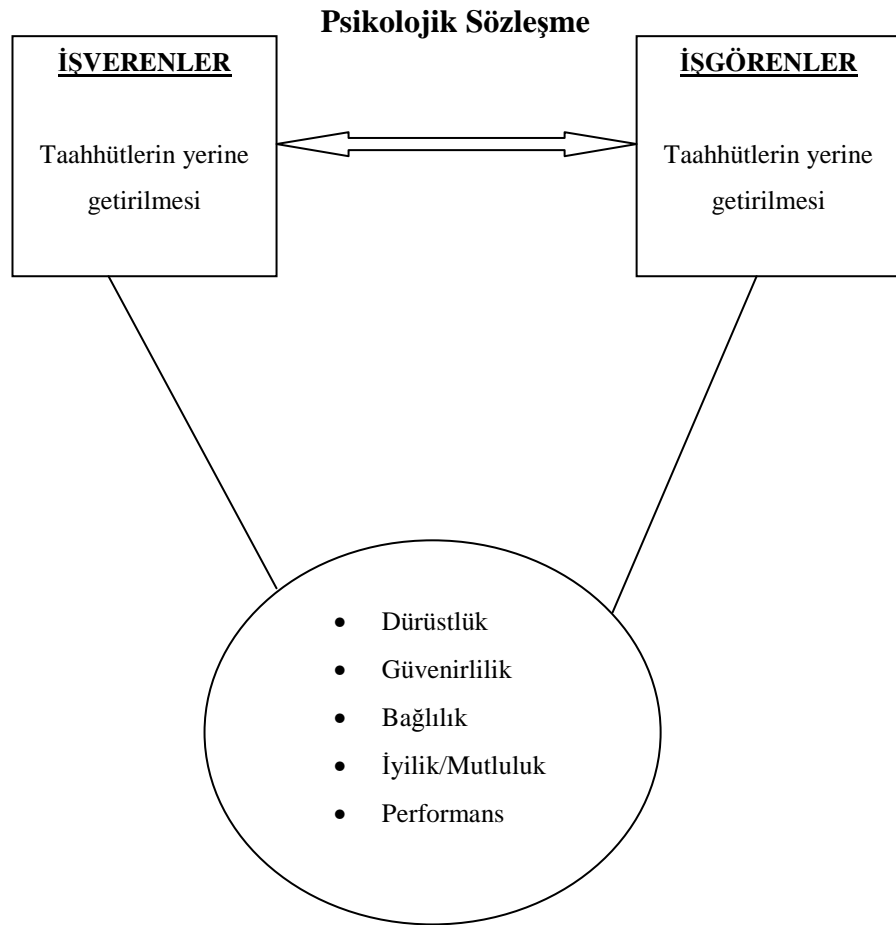 Psikolojik Sözleşme
İŞVERENLER
Taahhütlerin yerine
getirilmesi
İŞGÖRENLER
Taahhütlerin yerine
getirilmesi
• Dürüstlük
• Güvenirlilik
• Bağlılık
• İyilik/Mutluluk
• Performans